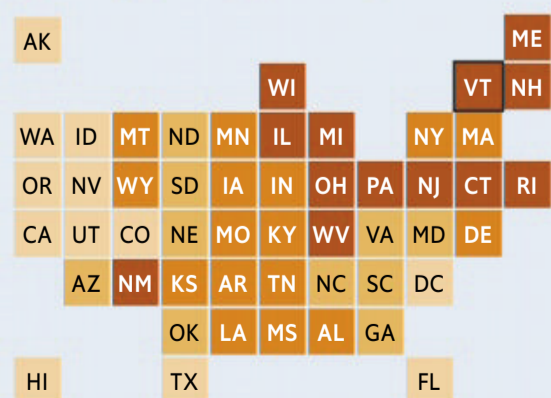 AK ME
WI VT NH
WA ID MT ND MN IL MI NY MA
OR NV WY SD IA IN OH PA NJ CT RI
CA UT CO NE MO KY WV VA MD DE
AZ NM KS AR TN NC SC DC
OK LA MS AL GA
HI TX FL